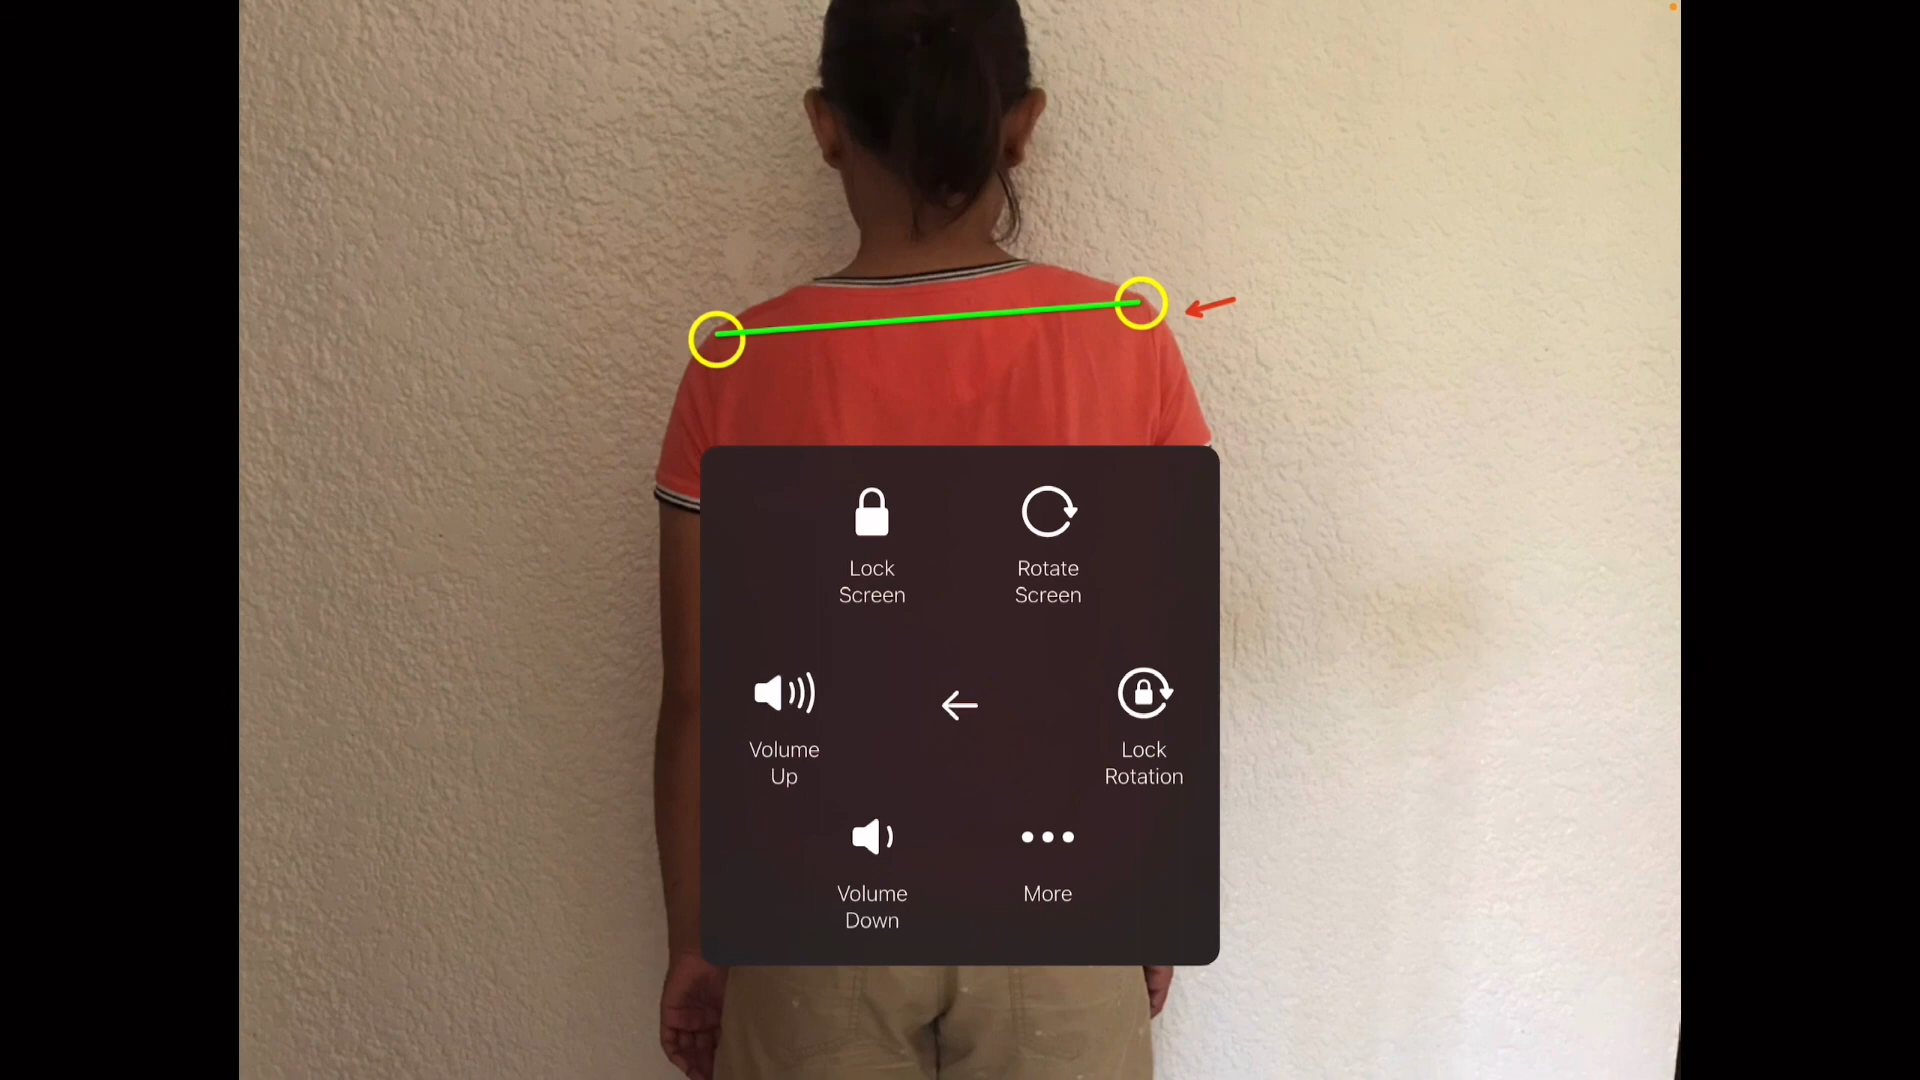 Lock
Screen
Rotate
Screen
Volume
Up
Lock
Rotation
Volume
Down
More